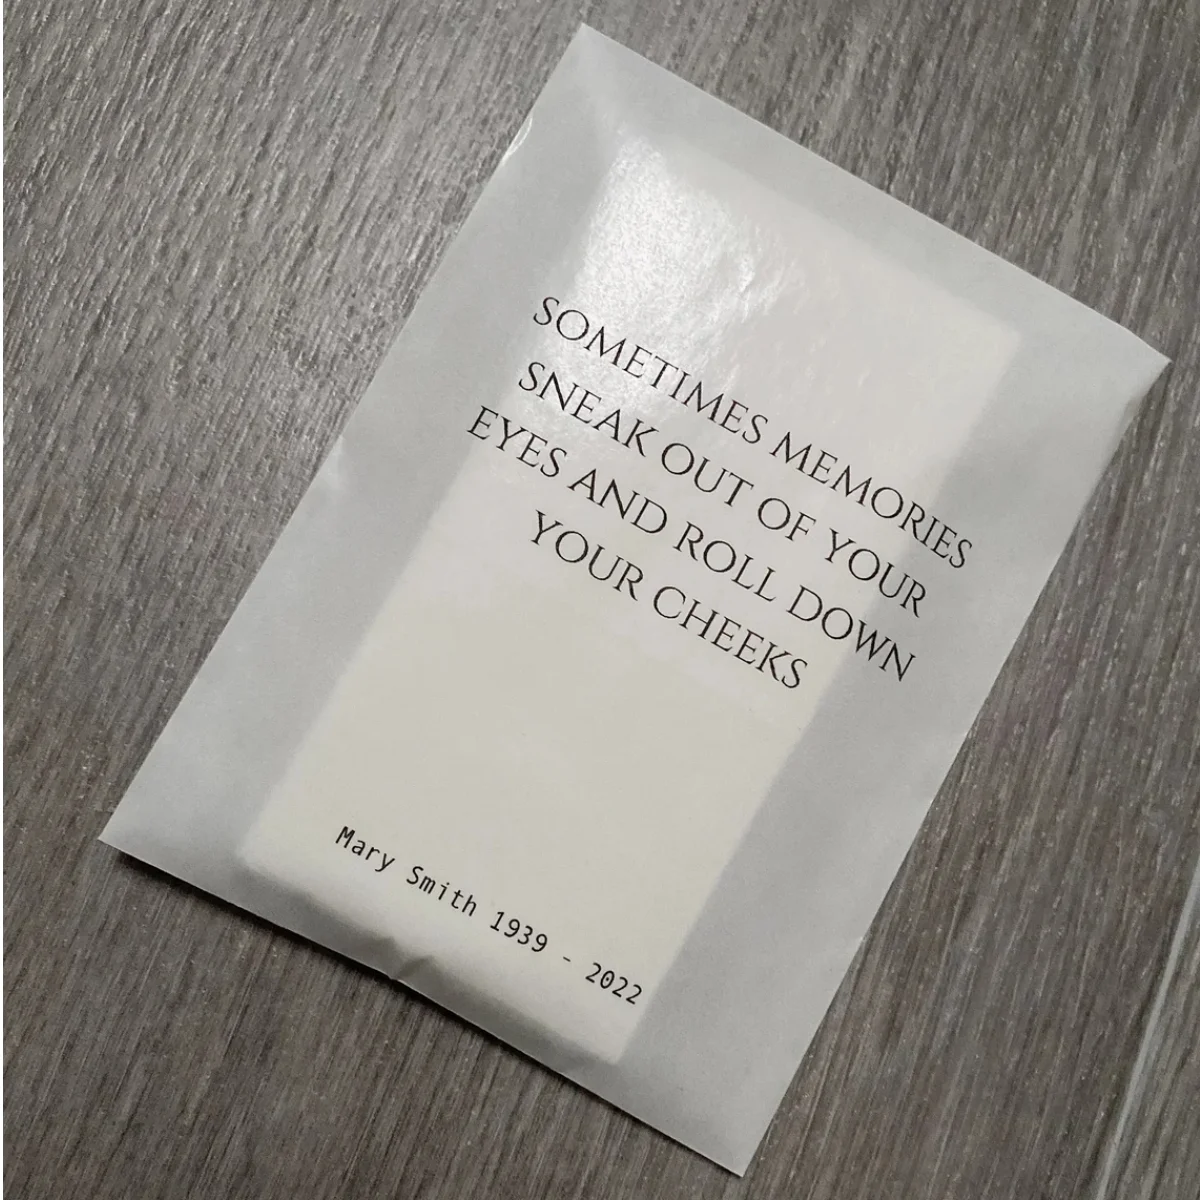 SOMETIMES MEMORIES
SNEAK OUT OF YOUR
EYES AND ROLL DOWN
YOUR CHEEKS
Mary Smith 1939 - 2022